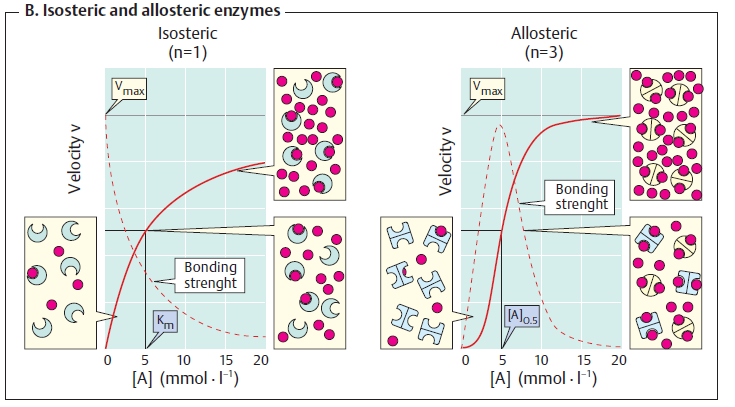 B. Isosteric and allosteric enzymes
Isosteric
(n=1)
Vmax
Velocity v
Bonding
strenght
Km
0 5 10 15 20
[A] (mmol · l⁻¹)
Allosteric
(n=3)
Vmax
Velocity v
Bonding
strenght
[A]0.5
0 5 10 15 20
[A] (mmol · l⁻¹)